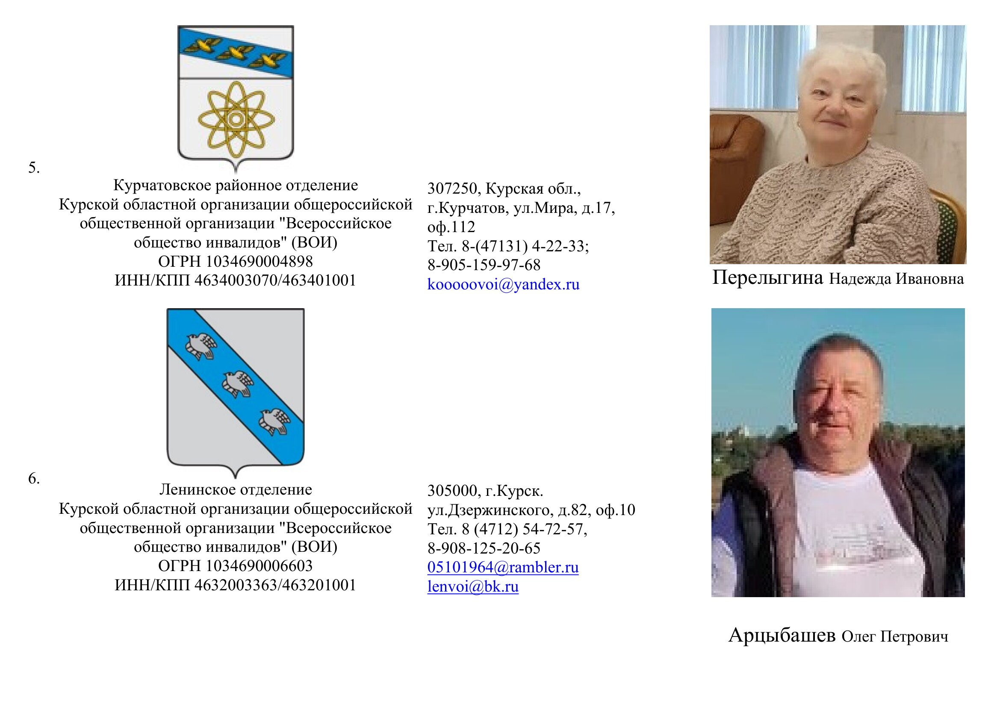 5.
Курчатовское районное отделение
Курской областной организации общероссийской
общественной организации "Всероссийское
общество инвалидов" (ВОИ)
ОГРН 1034690004898
ИНН/КПП 4634003070/463401001
307250, Курская обл.,
г.Курчатов, ул.Мира, д.17,
оф.112
Тел. 8-(47131) 4-22-33;
8-905-159-97-68
kooooovoi@yandex.ru
Перелыгина Надежда Ивановна
6.
Ленинское отделение
Курской областной организации общероссийской
общественной организации "Всероссийское
общество инвалидов" (ВОИ)
ОГРН 1034690006603
ИНН/КПП 4632003363/463201001
305000, г.Курск.
ул.Дзержинского, д.82, оф.10
Тел. 8 (4712) 54-72-57,
8-908-125-20-65
05101964@rambler.ru
lenvoi@bk.ru
Арцыбашев Олег Петрович